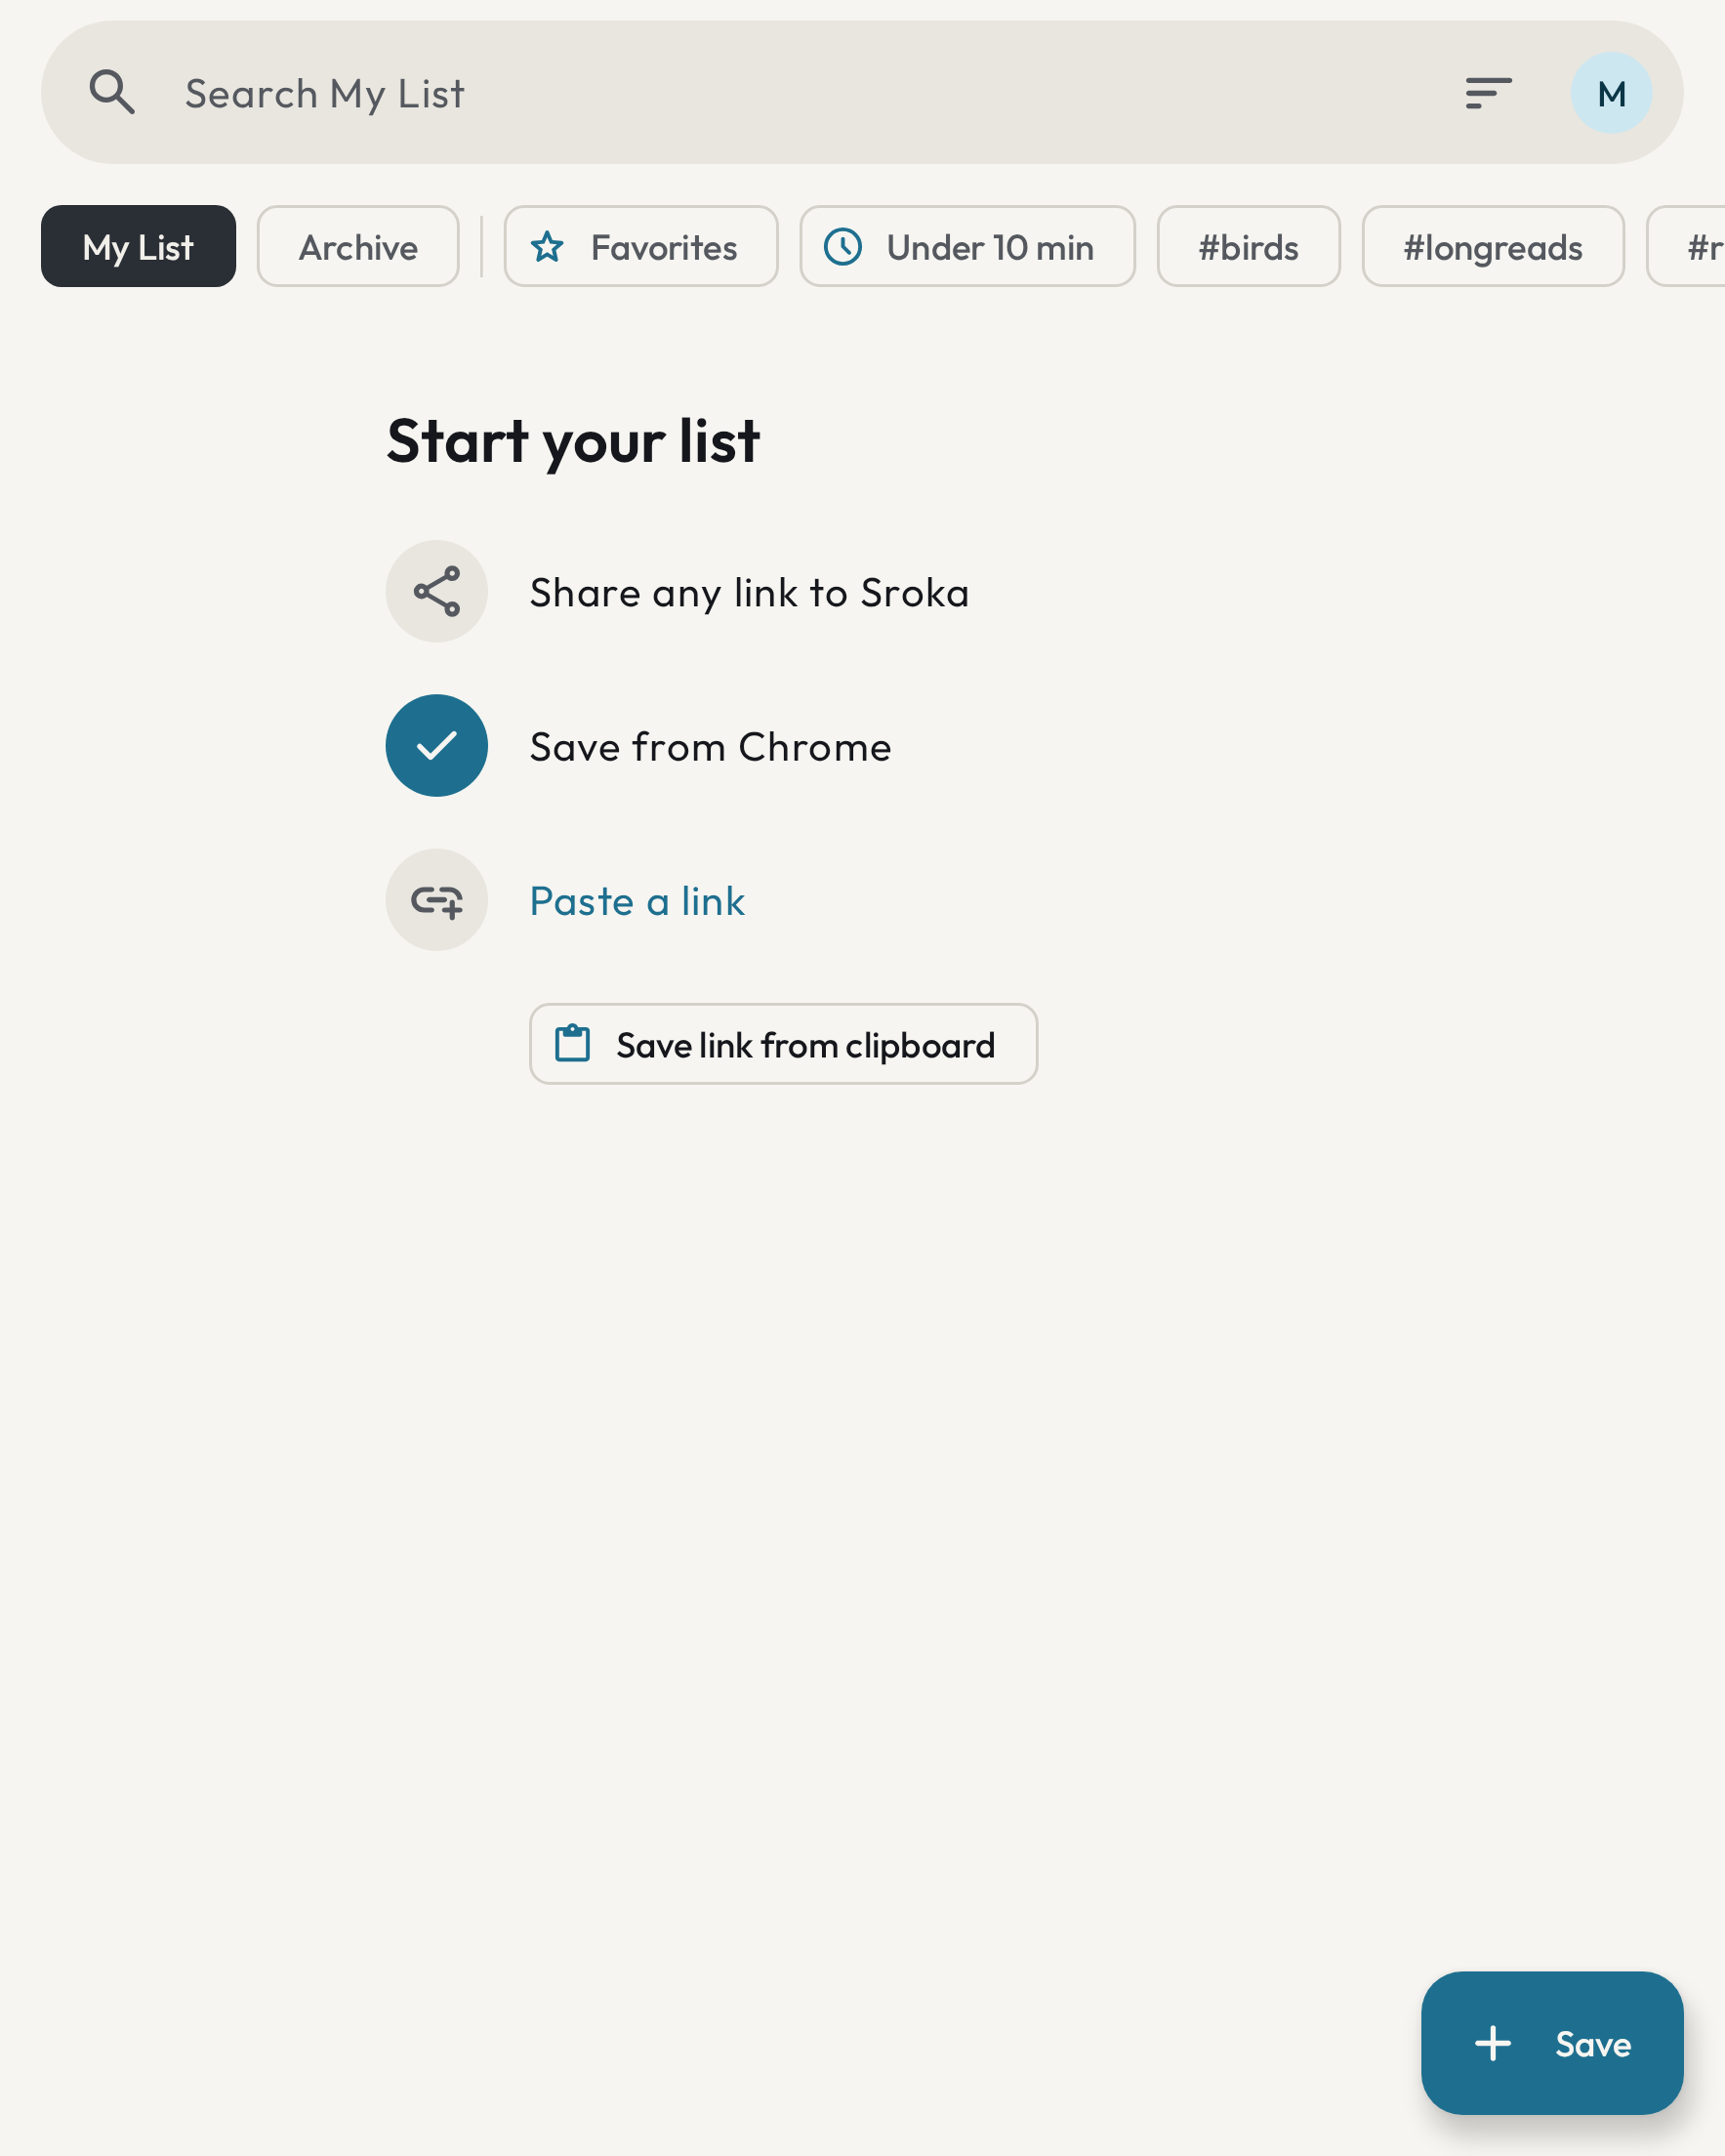 Search My List
M
My List
Archive
Favorites
Under 10 min
#birds
#longreads
#r
Start your list
Share any link to Sroka
Save from Chrome
Paste a link
Save link from clipboard
Save